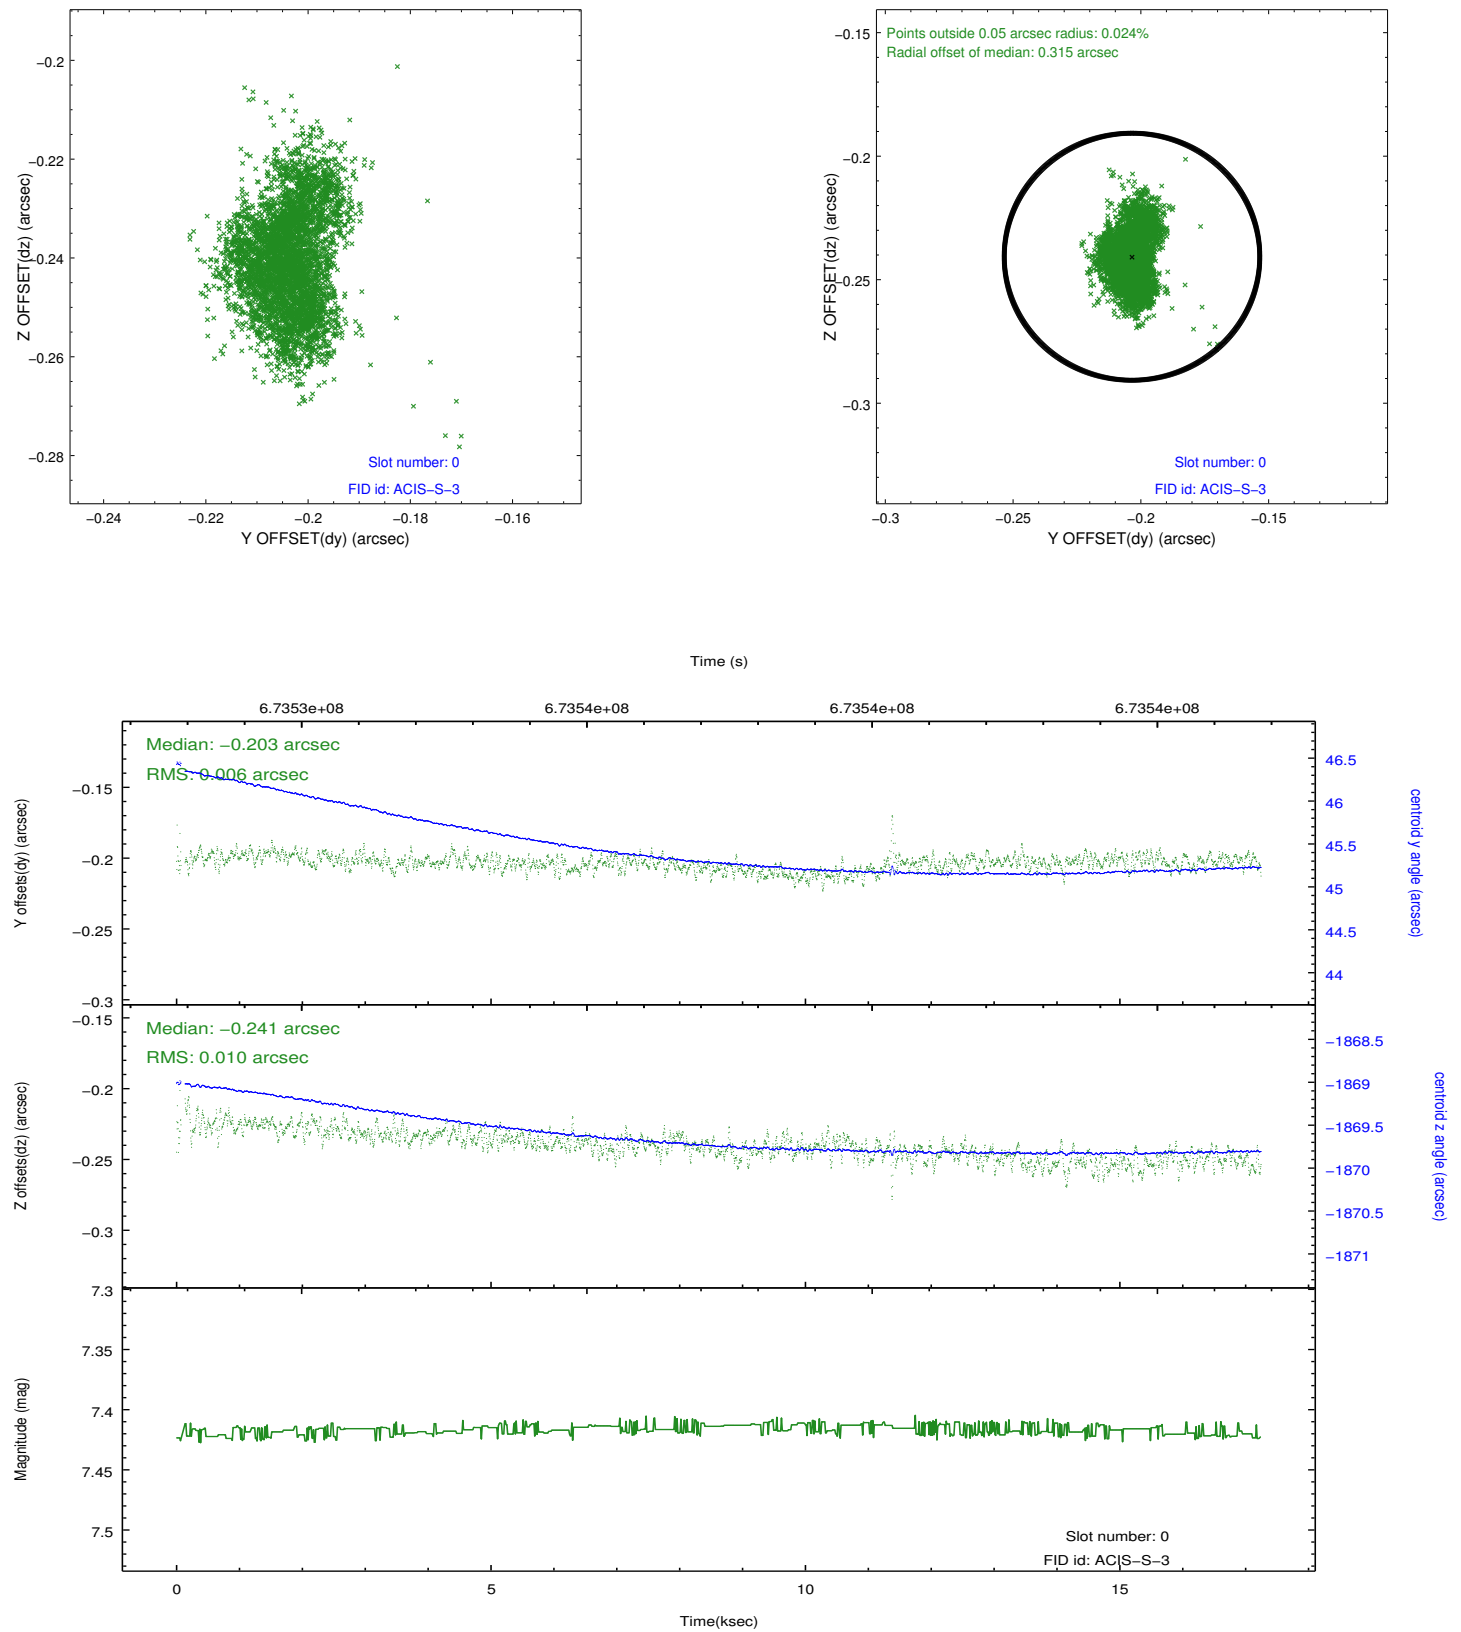 −0.2
−0.22
−0.24
−0.26
−0.28
Z OFFSET(dz) (arcsec)
Slot number: 0
FID id: ACIS−S−3
−0.24 −0.22 −0.2 −0.18 −0.16
Y OFFSET(dy) (arcsec)
Points outside 0.05 arcsec radius: 0.024%
Radial offset of median: 0.315 arcsec
−0.15
−0.2
−0.25
−0.3
Z OFFSET(dz) (arcsec)
Slot number: 0
FID id: ACIS−S−3
−0.3 −0.25 −0.2 −0.15
Y OFFSET(dy) (arcsec)
Time (s)
6.7353e+08 6.7354e+08 6.7354e+08 6.7354e+08
Median: −0.203 arcsec
RMS: 0.006 arcsec
−0.15
−0.2
−0.25
−0.3
Y offsets(dy) (arcsec)
46.5
46
45.5
45
44.5
44
centroid y angle (arcsec)
Median: −0.241 arcsec
RMS: 0.010 arcsec
−0.15
−0.2
−0.25
−0.3
Z offsets(dz) (arcsec)
−1868.5
−1869
−1869.5
−1870
−1870.5
−1871
centroid z angle (arcsec)
7.3
7.35
7.4
7.45
7.5
Magnitude (mag)
Slot number: 0
FID id: ACIS−S−3
0 5 10 15
Time(ksec)